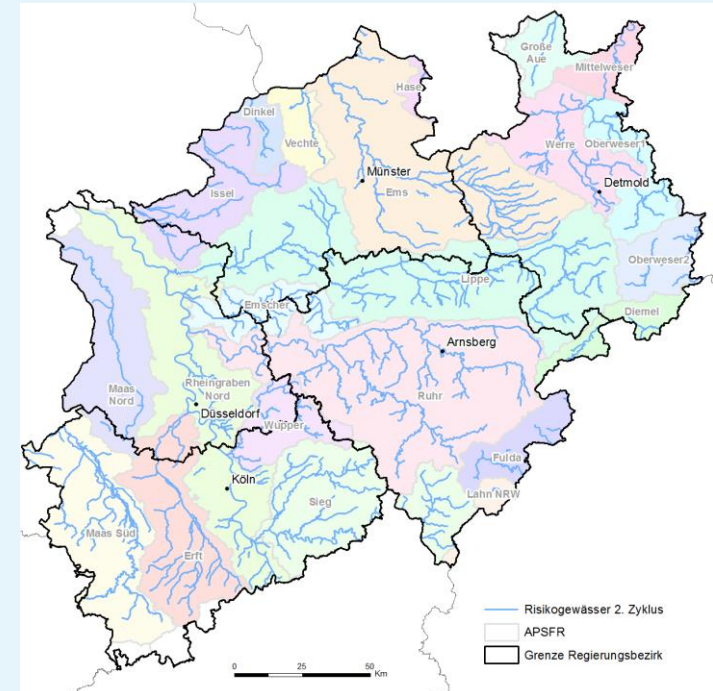 Große
Aue
Mittelweser
Hase
Dinkel
Vechte
Werre
Oberweser1
Münster
Detmold
Issel
Ems
Oberweser2
Lippe
Emscher
Diemel
Arnsberg
Maas
Nord
Rheingraben
Nord
Ruhr
Düsseldorf
Wupper
Fulda
Köln
Lahn NRW
Sieg
Maas Süd
Erft
Risikogewässer 2. Zyklus
APSFR
Grenze Regierungsbezirk
0 25 50
Km